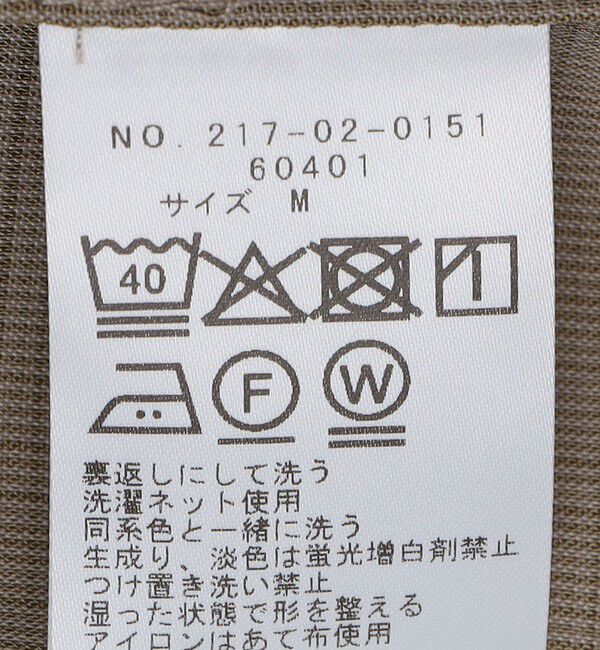 NO. 217-02-0151
60401
サイズ M
40
F W
裏返しにして洗う
洗濯ネット使用
同系色と一緒に洗う
生成り、淡色は蛍光増白剤禁止
つけ置き洗い禁止
湿った状態で形を整える
アイロンはあて布使用